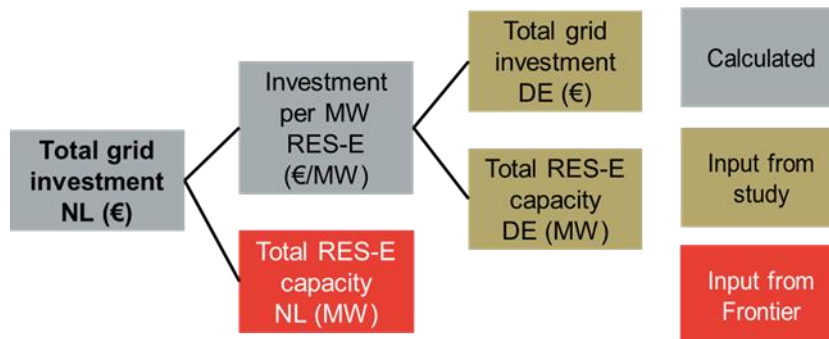 Total grid
investment
NL (€)
Investment
per MW
RES-E
(€/MW)
Total RES-E
capacity
NL (MW)
Total grid
investment
DE (€)
Total RES-E
capacity
DE (MW)
Calculated
Input from
study
Input from
Frontier